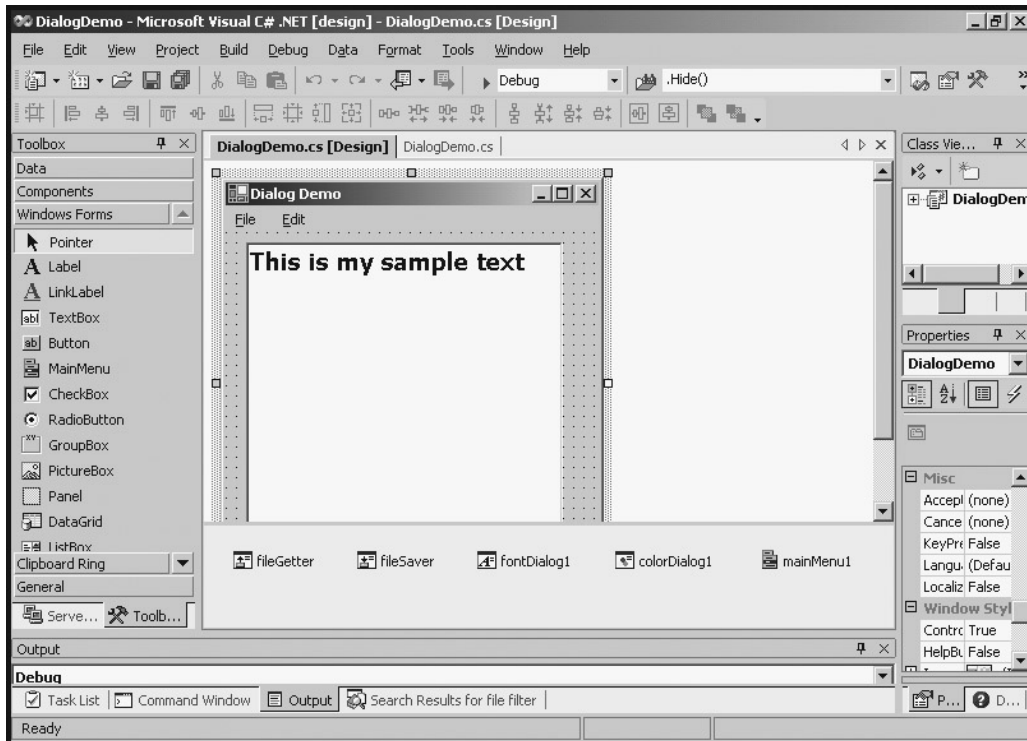 DialogDemo - Microsoft Visual C# .NET [design] - DialogDemo.cs [Design]
File Edit View Project Build Debug Data Format Tools Window Help
Debug .Hide()
Toolbox
Data
Components
Windows Forms
Pointer
A Label
A LinkLabel
abl TextBox
ab Button
MainMenu
CheckBox
RadioButton
XY GroupBox
PictureBox
Panel
DataGrid
ListBox
Clipboard Ring
General
Serve... Toolb...
DialogDemo.cs [Design] DialogDemo.cs
Dialog Demo
File Edit
This is my sample text
fileGetter fileSaver fontDialog1 colorDialog1 mainMenu1
Class Vie...
DialogDem
Properties
DialogDemo
Misc
Accept (none)
Cance (none)
KeyPre False
Langu (Defau
Localiz False
Window Styl
Contro True
HelpBu False
P... D...
Output
Debug
Task List Command Window Output Search Results for file filter
Ready